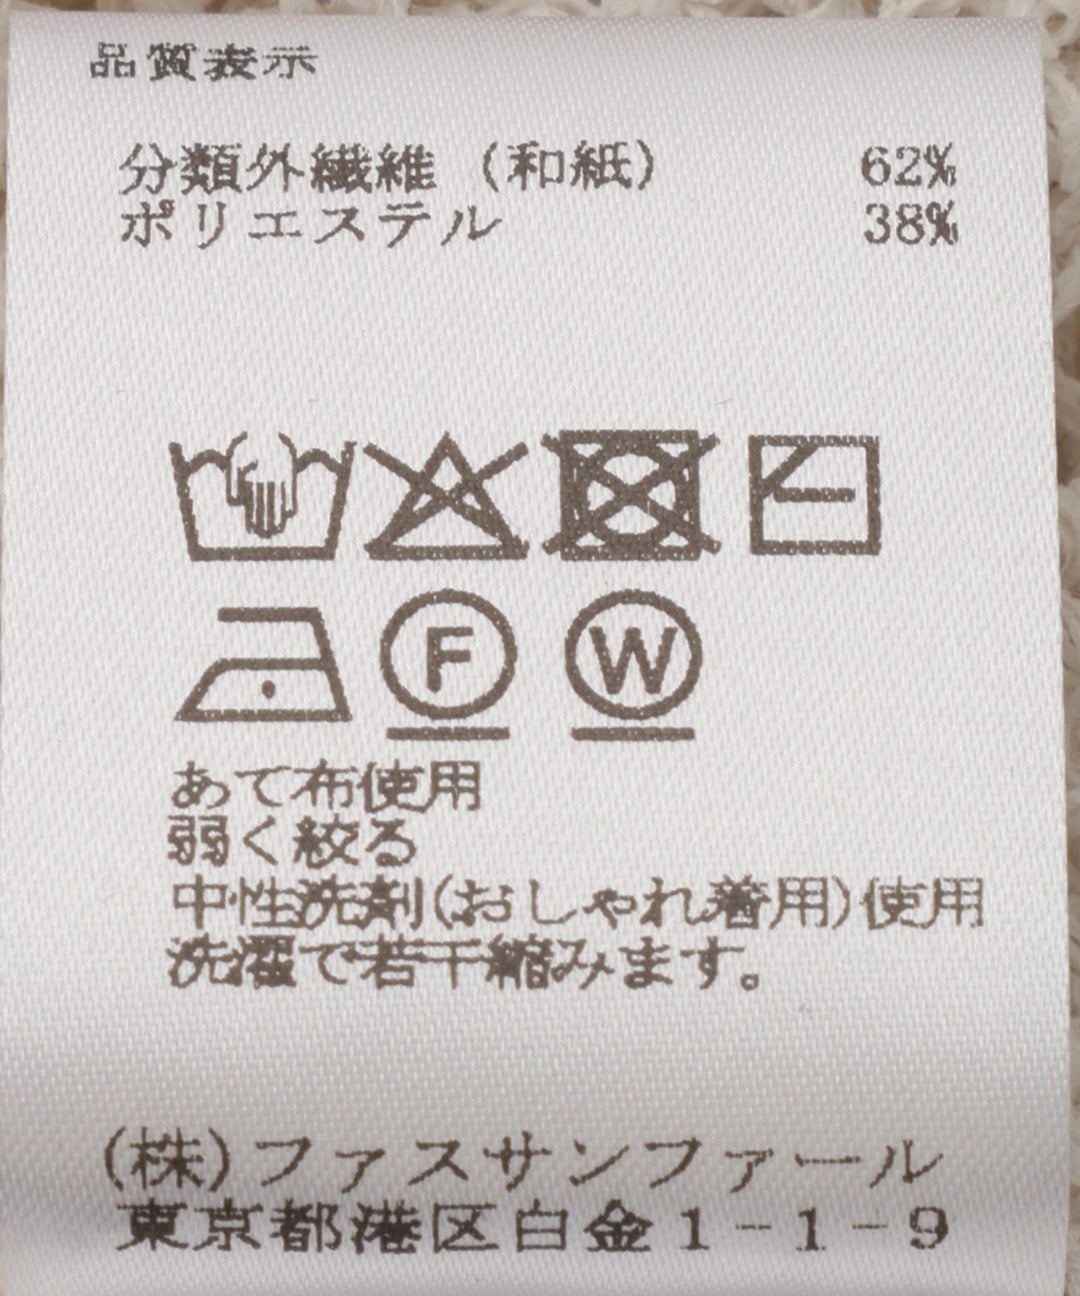 品質表示
分類外繊維（和紙） 62%
ポリエステル 38%
F W
あて布使用
弱く絞る
中性洗剤(おしゃれ着用)使用
洗濯で若干縮みます。
(株)ファスサンファール
東京都港区白金1-1-9